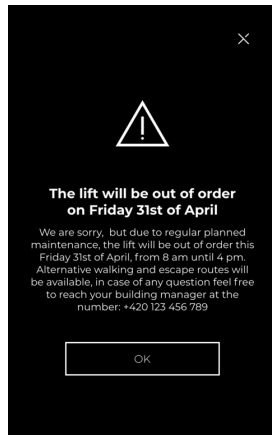 The lift will be out of order
on Friday 31st of April
We are sorry, but due to regular planned
maintenance, the lift will be out of order this
Friday 31st of April, from 8 am until 4 pm.
Alternative walking and escape routes will
be available, in case of any question feel free
to reach your building manager at the
number: +420 123 456 789
OK